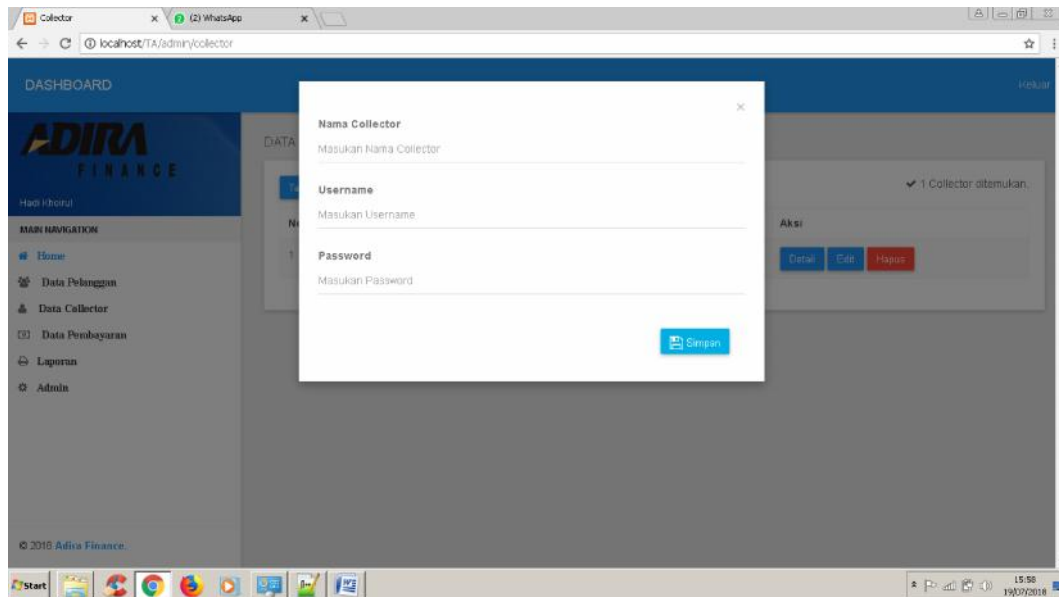 Collector
(2) WhatsApp
localhost/TA/admin/collector
DASHBOARD
Keluar
ADIRA
FINANCE
Hadi Khoirul
MAIN NAVIGATION
Home
Data Pelanggan
Data Collector
Data Pembayaran
Laporan
Admin
© 2018 Adira Finance.
DATA
1 Collector ditemukan.
Aksi
1
Detail
Edit
Hapus
Nama Collector
Masukan Nama Collector
Username
Masukan Username
Password
Masukan Password
Simpan
Start
15:58
19/07/2018